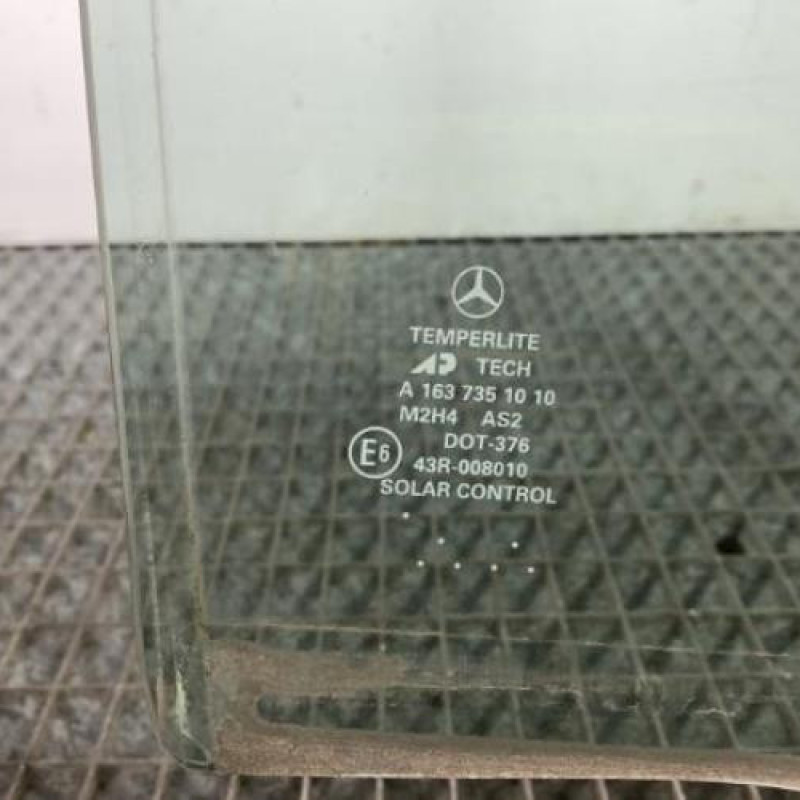 TEMPERLITE
AP TECH
A 163 735 10 10
M2H4 AS2
DOT-376
E6 43R-008010
SOLAR CONTROL